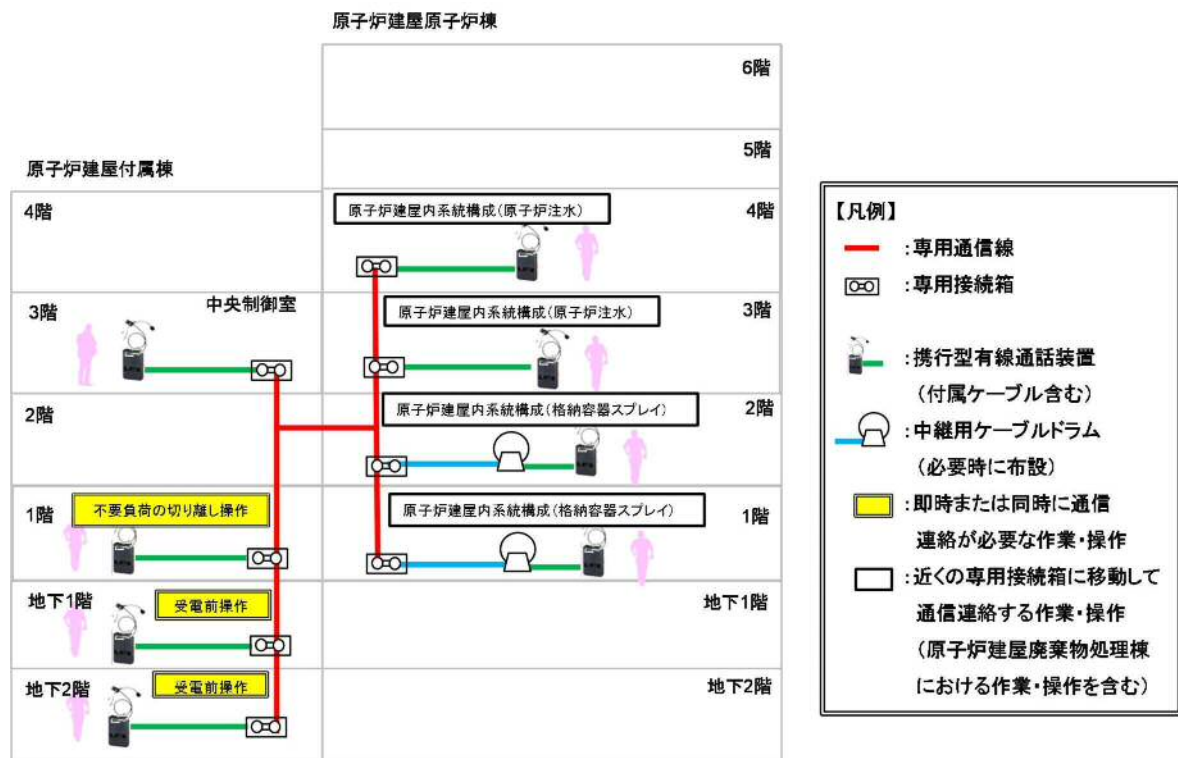 原子炉建屋原子炉棟
6階
5階
原子炉建屋付属棟
4階
原子炉建屋内系統構成(原子炉注水)
4階
3階
中央制御室
原子炉建屋内系統構成(原子炉注水)
3階
2階
原子炉建屋内系統構成(格納容器スプレイ)
2階
1階
不要負荷の切り離し操作
原子炉建屋内系統構成(格納容器スプレイ)
1階
地下1階
受電前操作
地下1階
地下2階
受電前操作
地下2階
【凡例】
:専用通信線
:専用接続箱
:携行型有線通話装置
(付属ケーブル含む)
:中継用ケーブルドラム
(必要時に布設)
:即時または同時に通信
連絡が必要な作業・操作
:近くの専用接続箱に移動して
通信連絡する作業・操作
(原子炉建屋廃棄物処理棟
における作業・操作を含む)